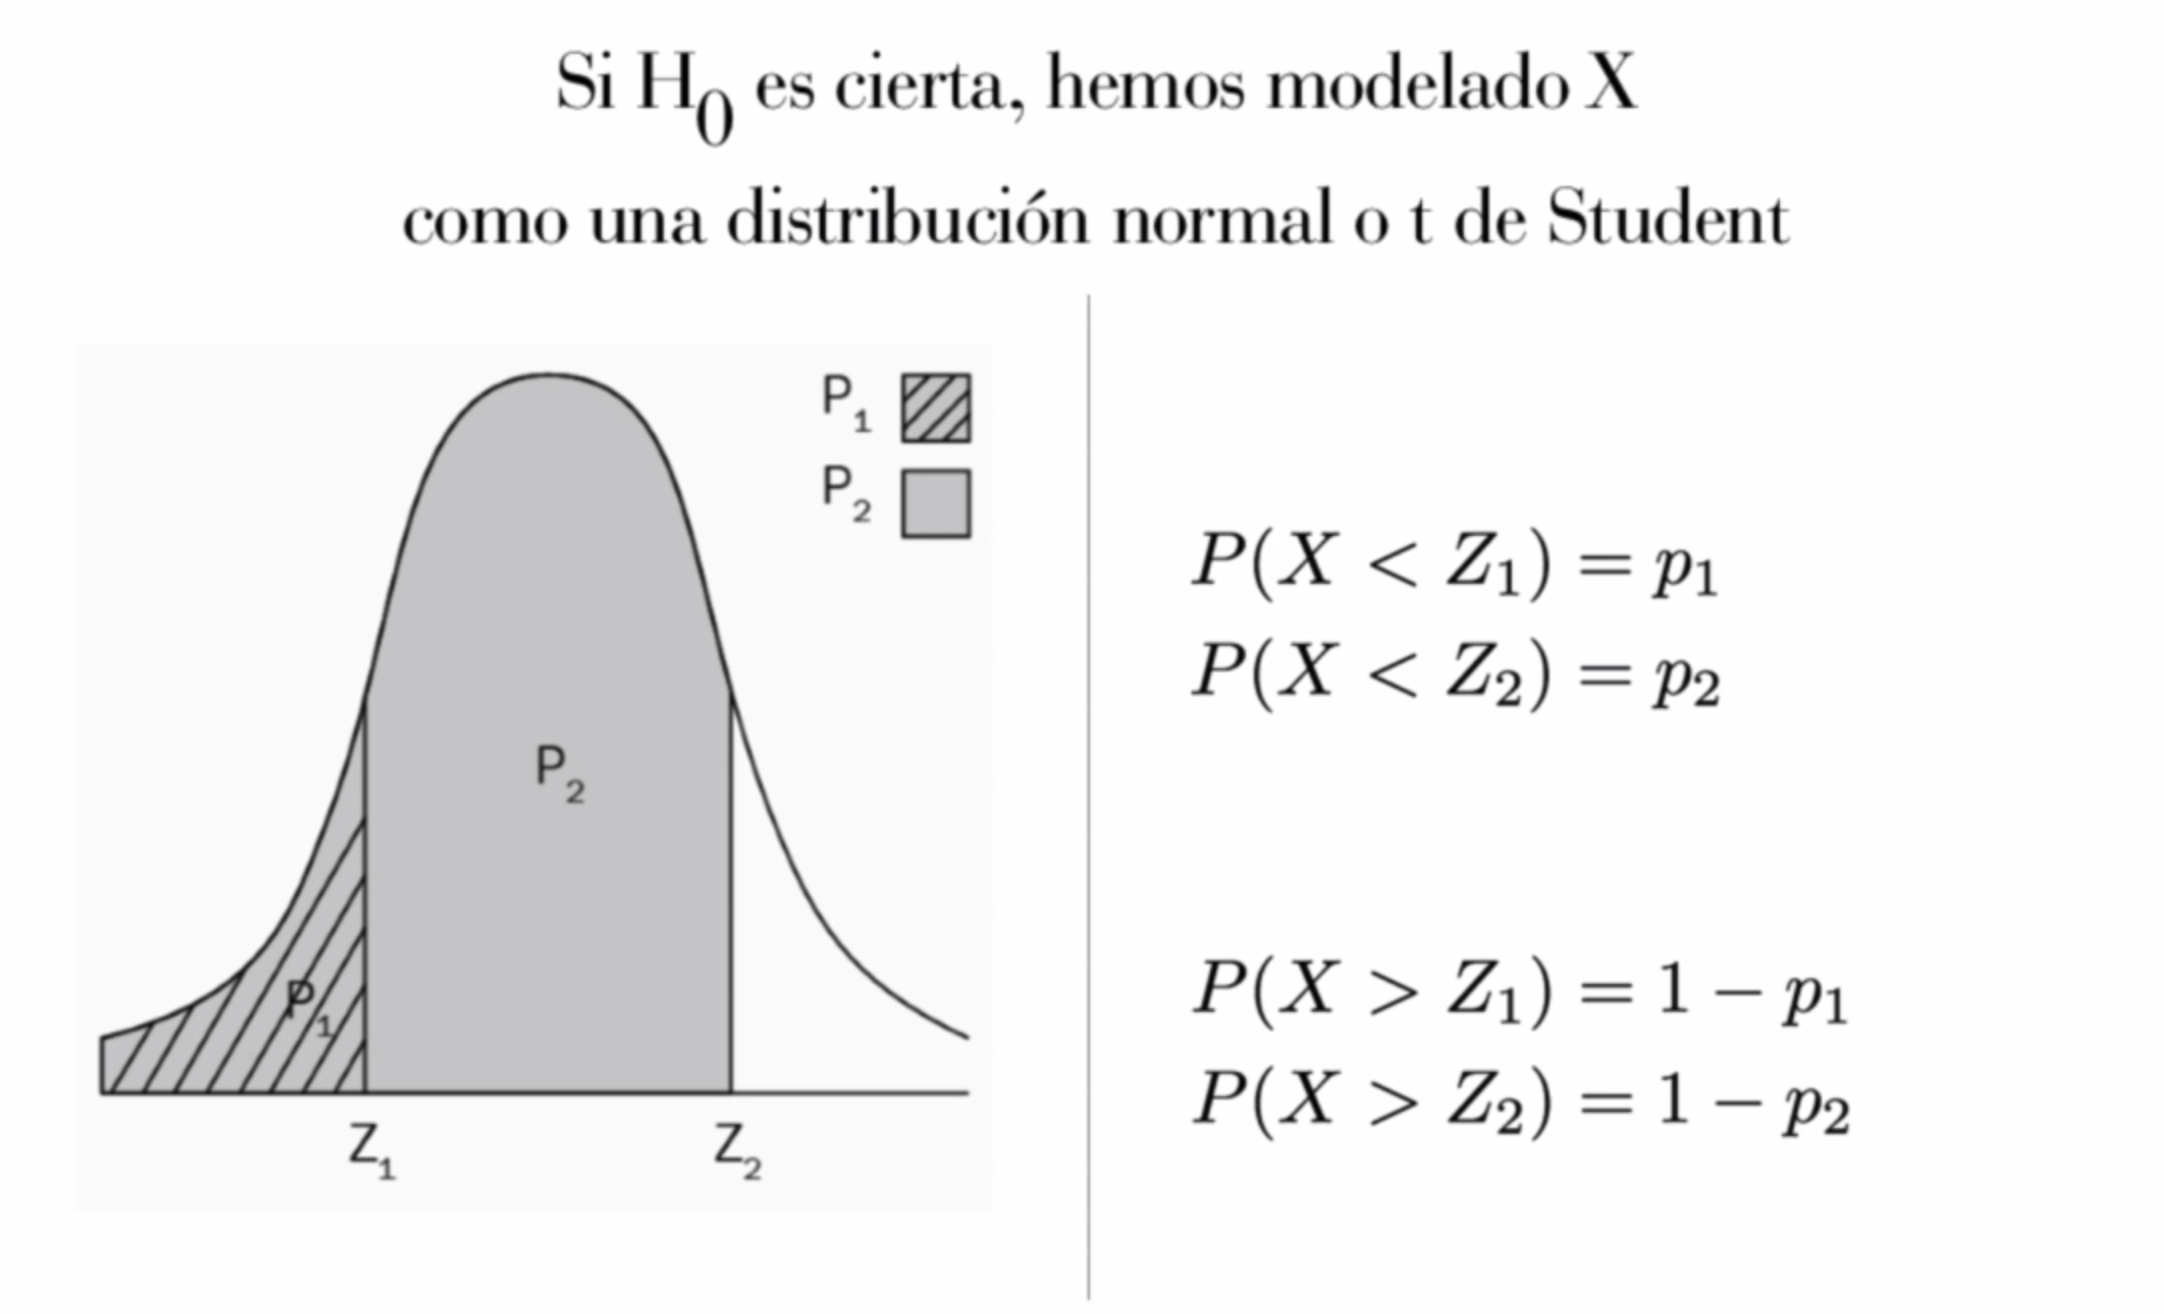 Si H0 es cierta, hemos modelado X
como una distribución normal o t de Student
P1
P2
P2
P1
Z1
Z2
P(X < Z1) = p1
P(X < Z2) = p2
P(X > Z1) = 1 − p1
P(X > Z2) = 1 − p2